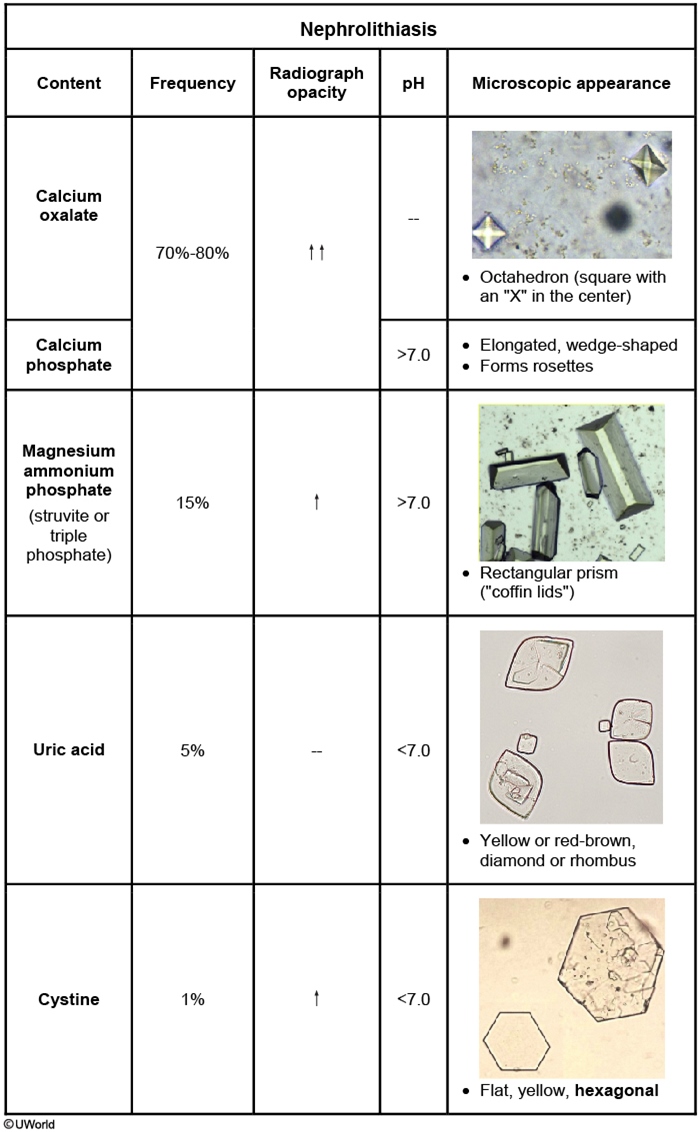 Nephrolithiasis
Content
Frequency
Radiograph
opacity
pH
Microscopic appearance
Calcium
oxalate
70%-80%
↑↑
--
• Octahedron (square with
an "X" in the center)
Calcium
phosphate
>7.0
• Elongated, wedge-shaped
• Forms rosettes
Magnesium
ammonium
phosphate
(struvite or
triple
phosphate)
15%
↑
>7.0
• Rectangular prism
("coffin lids")
Uric acid
5%
--
<7.0
• Yellow or red-brown,
diamond or rhombus
Cystine
1%
↑
<7.0
• Flat, yellow, hexagonal
©UWorld